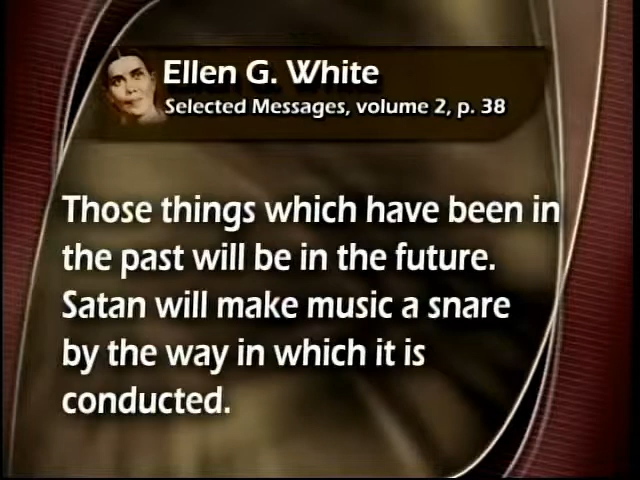 Ellen G. White
Selected Messages, volume 2, p. 38
Those things which have been in
the past will be in the future.
Satan will make music a snare
by the way in which it is
conducted.